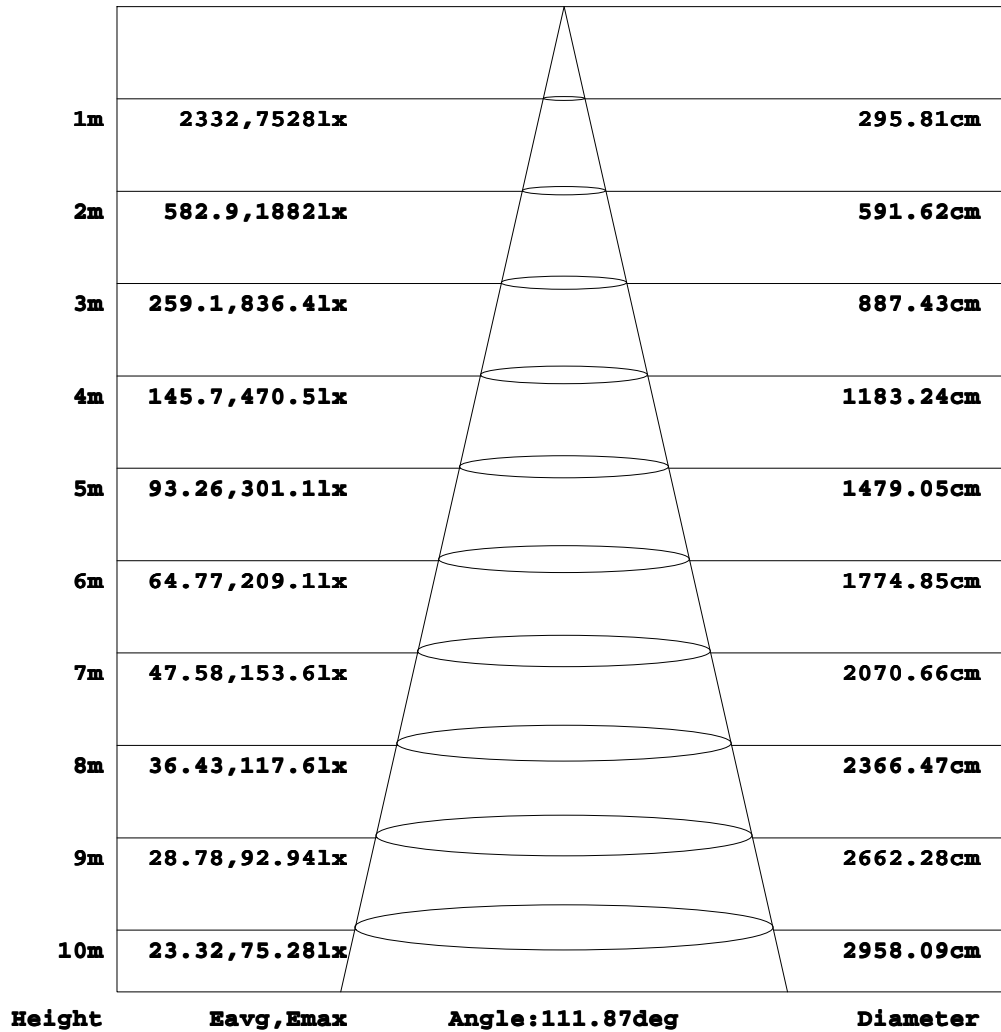 1m 2332,7528lx 295.81cm
2m 582.9,1882lx 591.62cm
3m 259.1,836.4lx 887.43cm
4m 145.7,470.5lx 1183.24cm
5m 93.26,301.1lx 1479.05cm
6m 64.77,209.1lx 1774.85cm
7m 47.58,153.6lx 2070.66cm
8m 36.43,117.6lx 2366.47cm
9m 28.78,92.94lx 2662.28cm
10m 23.32,75.28lx 2958.09cm
Height Eavg,Emax Angle:111.87deg Diameter